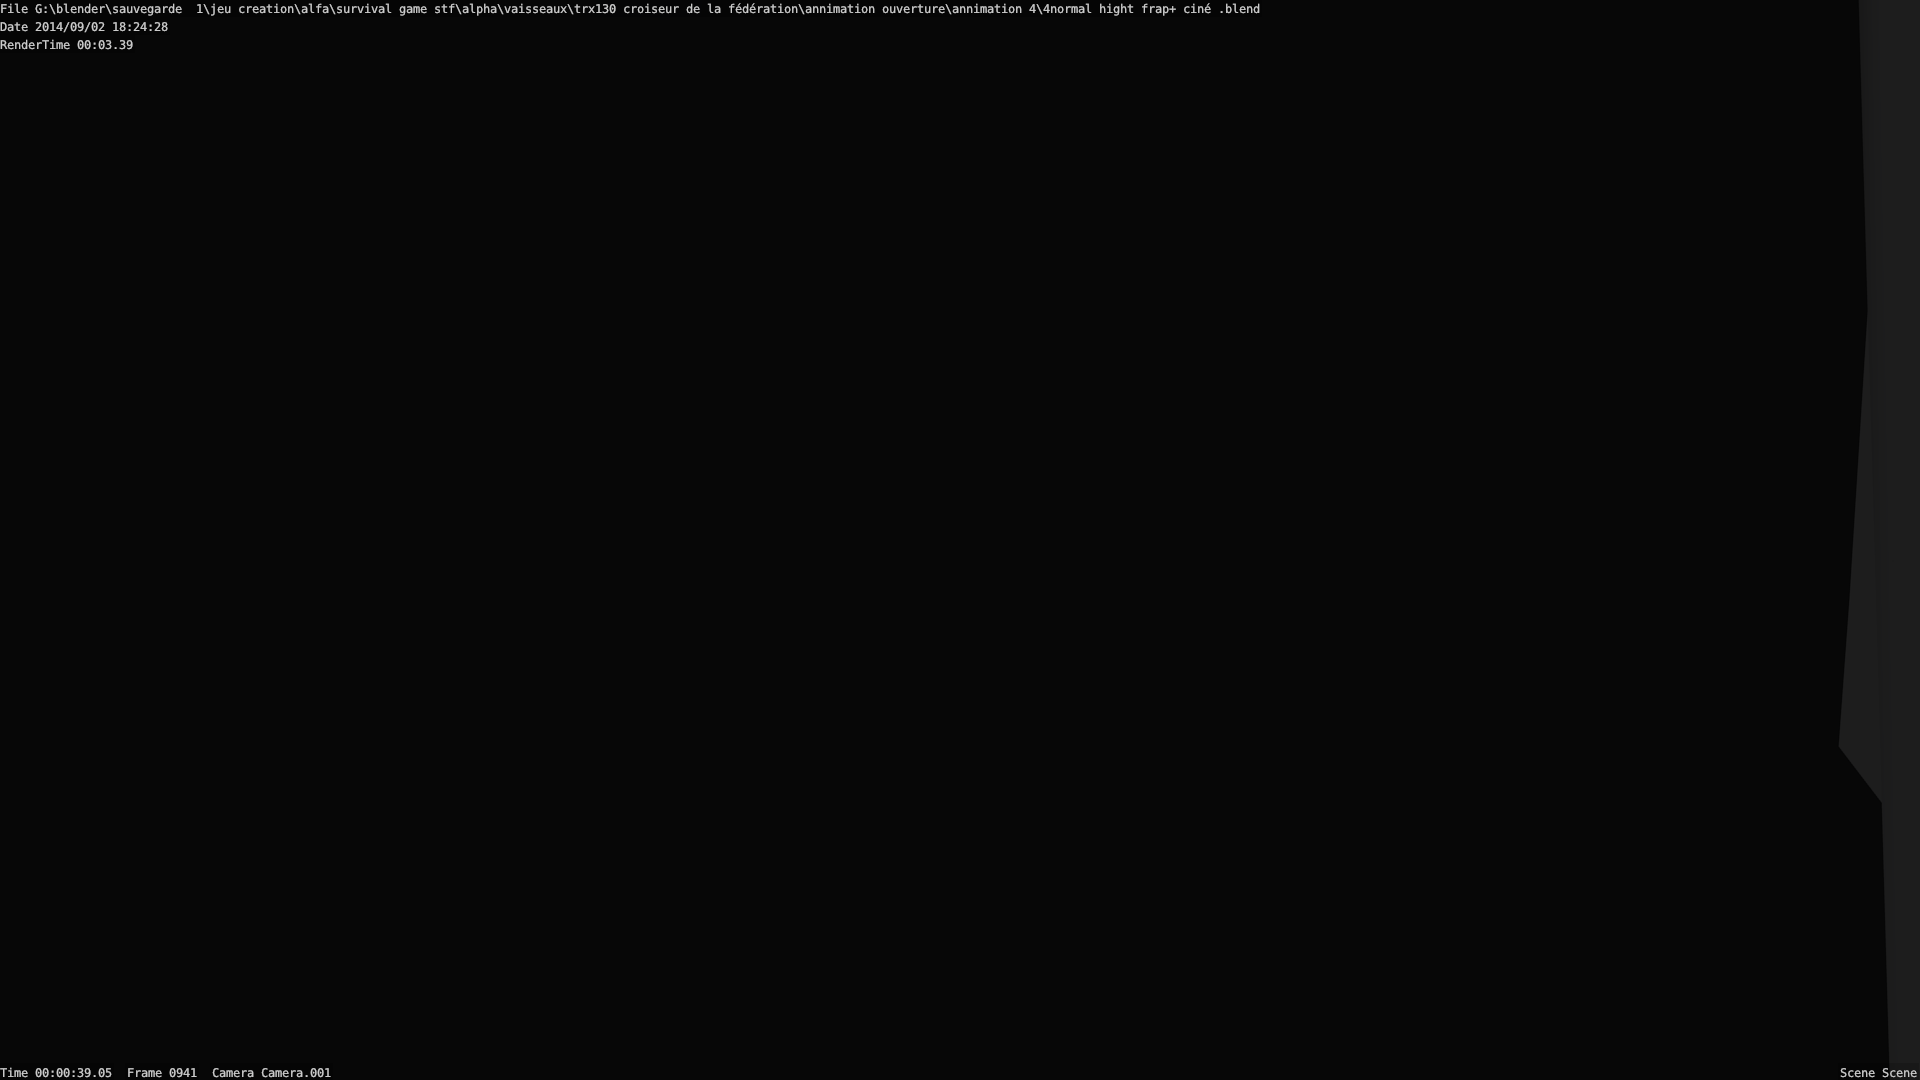 File G:\blender\sauvegarde  1\jeu creation\alfa\survival game stf\alpha\vaisseaux\trx130 croiseur de la fédération\annimation ouverture\annimation 4\4normal hight frap+ ciné .blend
Date 2014/09/02 18:24:28
RenderTime 00:03.39
Time 00:00:39.05  Frame 0941  Camera Camera.001
Scene Scene